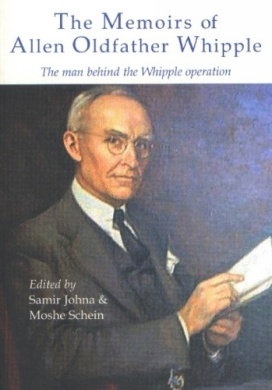 The Memoirs of
Allen Oldfather Whipple
The man behind the Whipple operation
Edited by
Samir Johna &
Moshe Schein